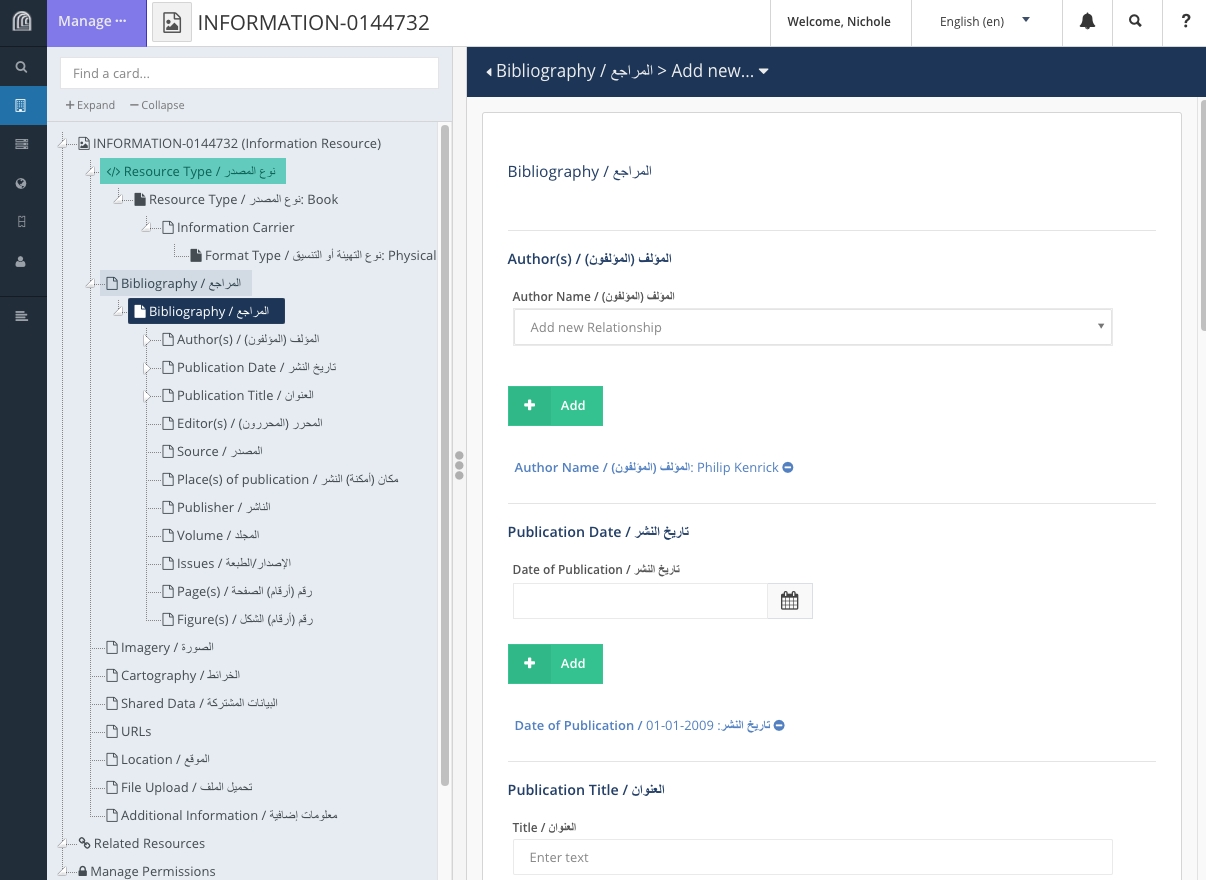 Manage ...
INFORMATION-0144732
Welcome, Nichole
English (en)
?
Find a card...
+ Expand
− Collapse
INFORMATION-0144732 (Information Resource)
</> Resource Type / نوع المصدر
Resource Type / نوع المصدر: Book
Information Carrier
Format Type / نوع التهيئة أو التنسيق: Physical
Bibliography / المراجع
Bibliography / المراجع
Author(s) / المؤلف (المؤلفون)
Publication Date / تاريخ النشر
Publication Title / العنوان
Editor(s) / المحرر (المحررون)
Source / المصدر
Place(s) of publication / مكان (أمكنة) النشر
Publisher / الناشر
Volume / المجلد
Issues / الإصدار/الطبعة
Page(s) / رقم (أرقام) الصفحة
Figure(s) / رقم (أرقام) الشكل
Imagery / الصورة
Cartography / الخرائط
Shared Data / البيانات المشتركة
URLs
Location / الموقع
File Upload / تحميل الملف
Additional Information / معلومات إضافية
Related Resources
Manage Permissions
Bibliography / المراجع > Add new...
Bibliography / المراجع
Author(s) / المؤلف (المؤلفون)
Author Name / المؤلف (المؤلفون)
Add new Relationship
+ Add
Author Name / المؤلف (المؤلفون): Philip Kenrick
Publication Date / تاريخ النشر
Date of Publication / تاريخ النشر
+ Add
Date of Publication / تاريخ النشر: 01-01-2009
Publication Title / العنوان
Title / العنوان
Enter text